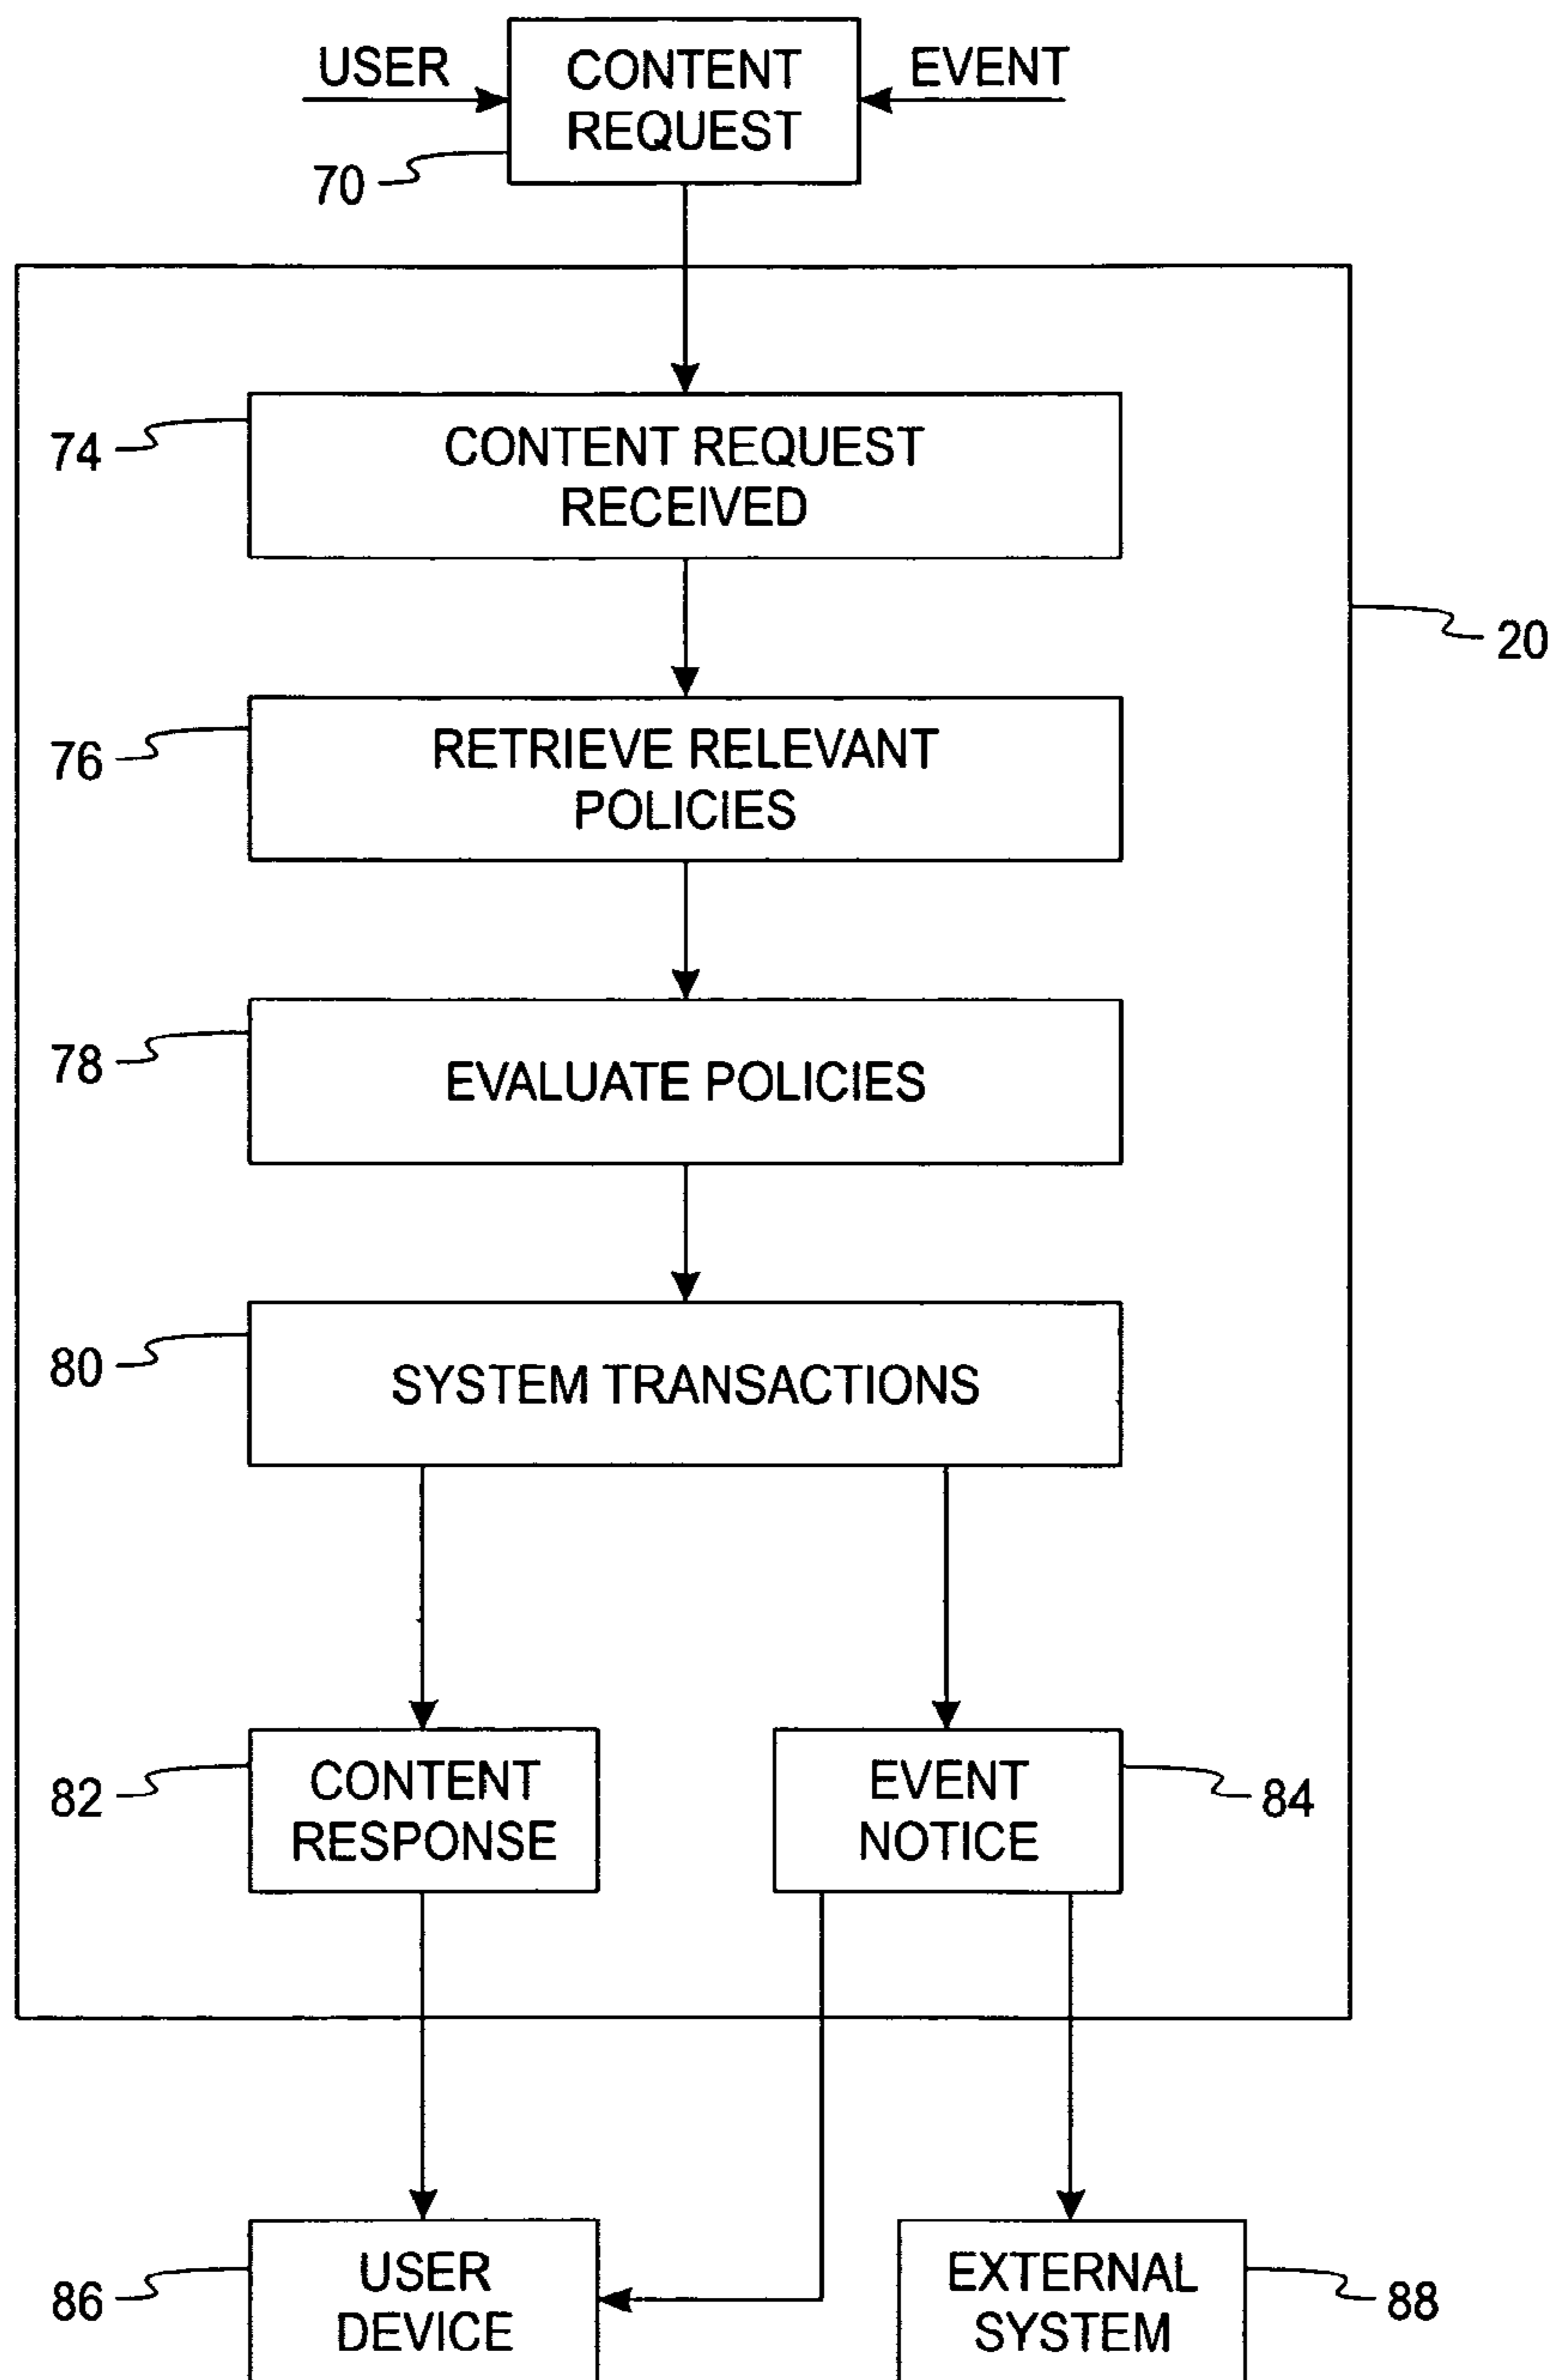 USER
CONTENT
REQUEST
EVENT
70
74
CONTENT REQUEST
RECEIVED
20
76
RETRIEVE RELEVANT
POLICIES
78
EVALUATE POLICIES
80
SYSTEM TRANSACTIONS
82
CONTENT
RESPONSE
EVENT
NOTICE
84
86
USER
DEVICE
EXTERNAL
SYSTEM
88